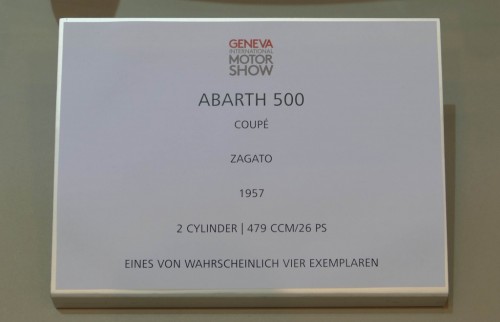 GENEVA
INTERNATIONAL
MOTOR
SHOW
ABARTH 500
COUPÉ
ZAGATO
1957
2 CYLINDER | 479 CCM/26 PS
EINES VON WAHRSCHEINLICH VIER EXEMPLAREN